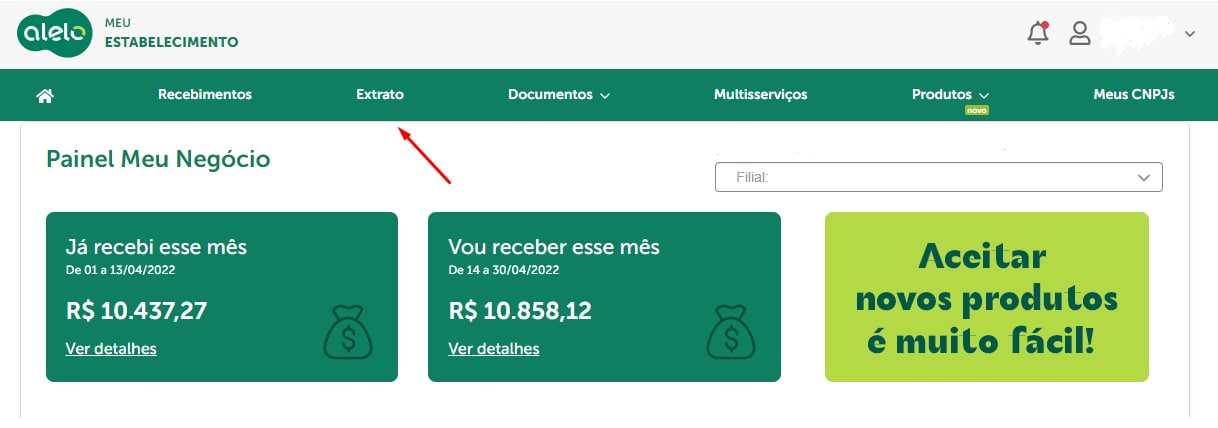 alelo
MEU
ESTABELECIMENTO
Recebimentos
Extrato
Documentos
Multisserviços
Produtos
novo
Meus CNPJs
Painel Meu Negócio
Filial:
Já recebi esse mês
De 01 a 13/04/2022
R$ 10.437,27
Ver detalhes
Vou receber esse mês
De 14 a 30/04/2022
R$ 10.858,12
Ver detalhes
Aceitar
novos produtos
é muito fácil!